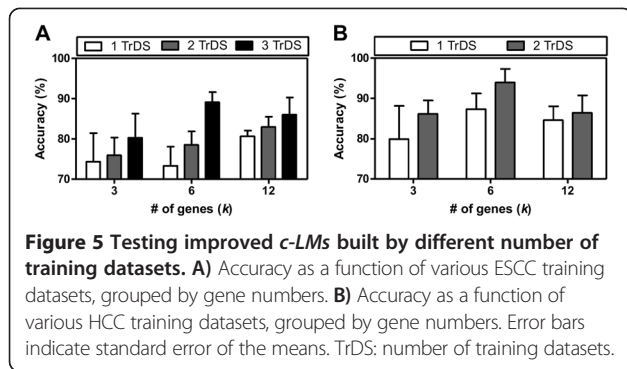 A
1 TrDS 2 TrDS 3 TrDS
Accuracy (%)
100
90
80
70
3 6 12
# of genes (k)
B
1 TrDS 2 TrDS
Accuracy (%)
100
90
80
70
3 6 12
# of genes (k)
Figure 5 Testing improved c-LMs built by different number of
training datasets. A) Accuracy as a function of various ESCC training
datasets, grouped by gene numbers. B) Accuracy as a function of
various HCC training datasets, grouped by gene numbers. Error bars
indicate standard error of the means. TrDS: number of training datasets.